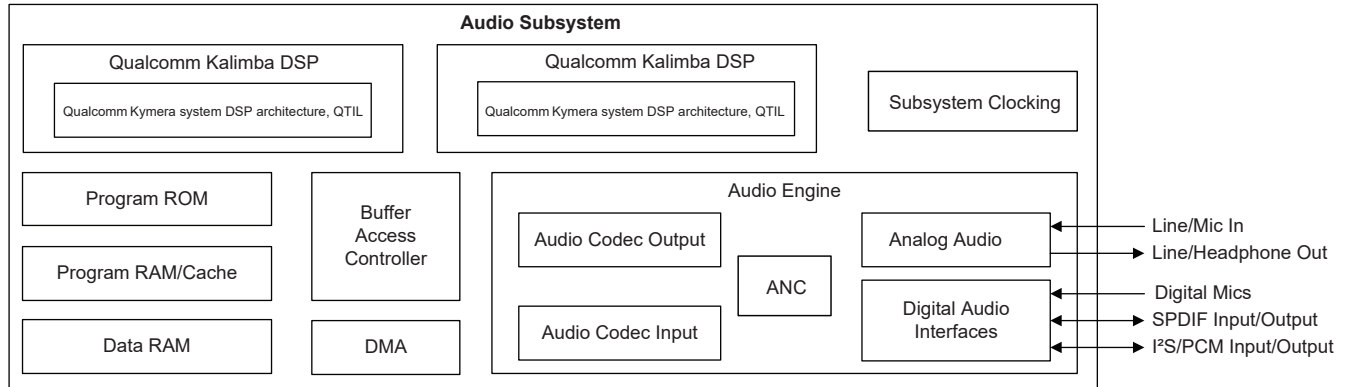 Audio Subsystem
Qualcomm Kalimba DSP
Qualcomm Kymera system DSP architecture, QTIL
Qualcomm Kalimba DSP
Qualcomm Kymera system DSP architecture, QTIL
Subsystem Clocking
Program ROM
Program RAM/Cache
Data RAM
Buffer
Access
Controller
DMA
Audio Engine
Audio Codec Output
Audio Codec Input
ANC
Analog Audio
Digital Audio
Interfaces
Line/Mic In
Line/Headphone Out
Digital Mics
SPDIF Input/Output
I²S/PCM Input/Output